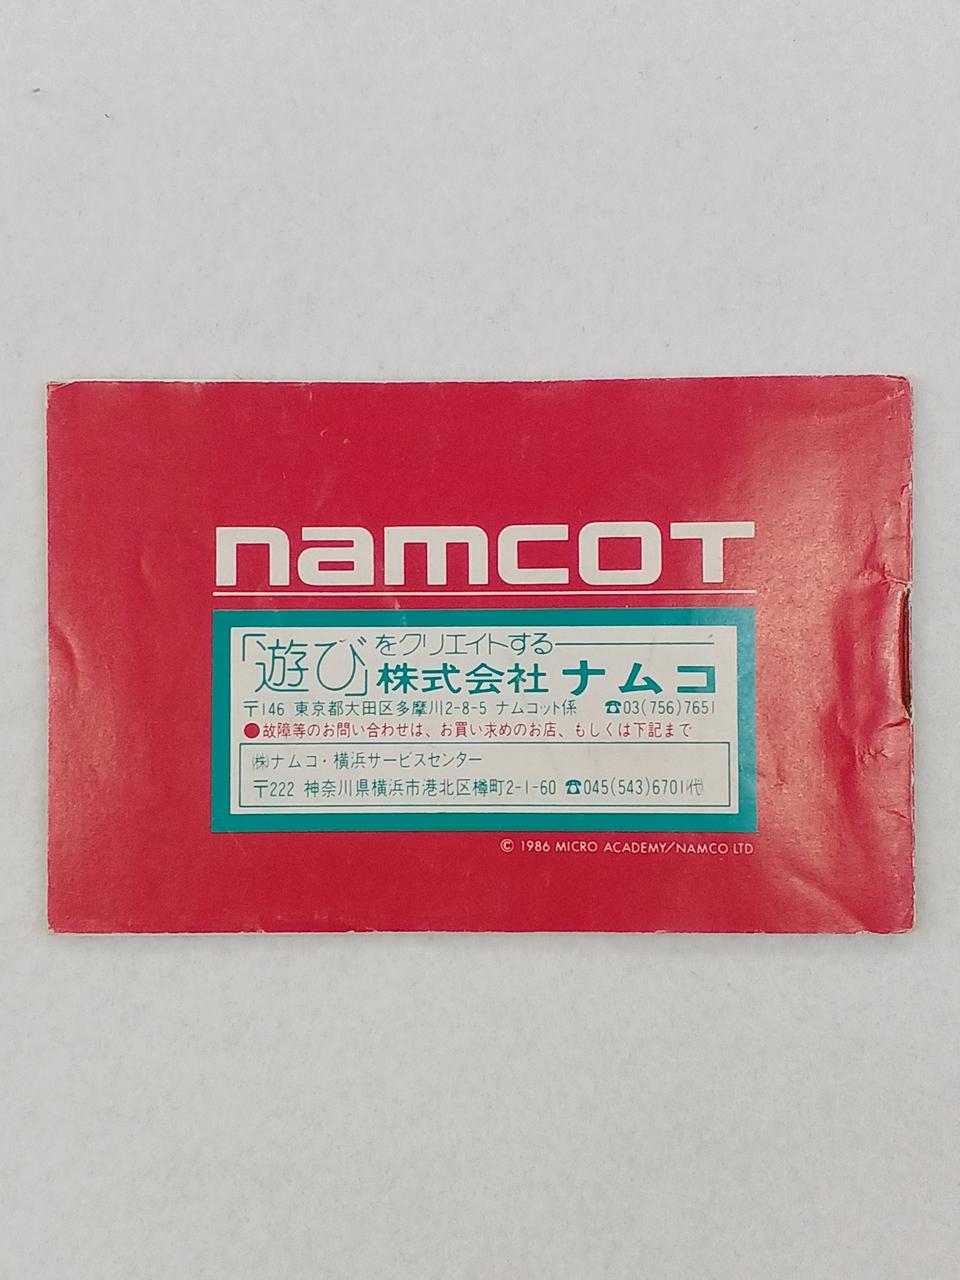 namcot
「遊び」をクリエイトする
株式会社 ナムコ
〒146 東京都大田区多摩川2-8-5 ナムコット係 ☎03(756)7651
●故障等のお問い合わせは、お買い求めのお店、もしくは下記まで
㈱ナムコ・横浜サービスセンター
〒222 神奈川県横浜市港北区樽町2-1-60 ☎045(543)6701㈹
© 1986 MICRO ACADEMY/NAMCO LTD.